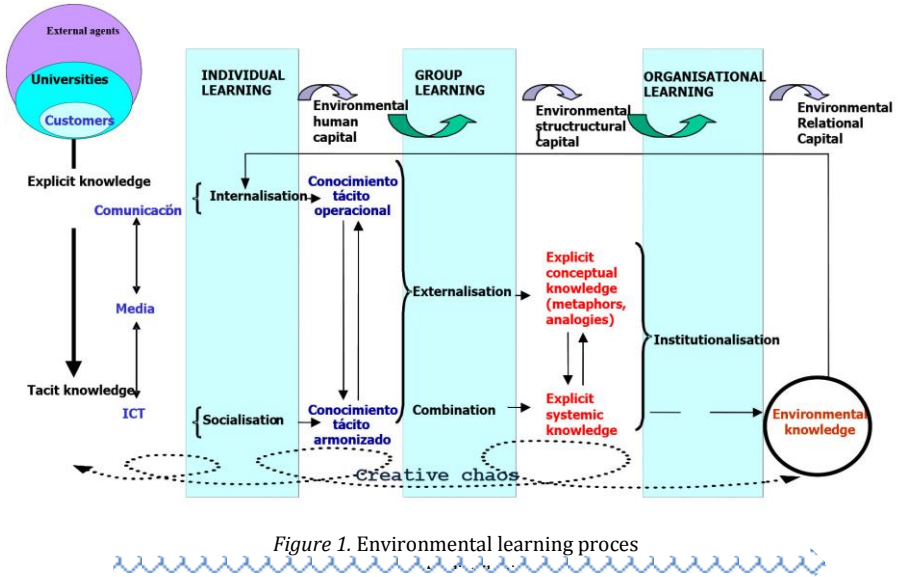 External agents
Universities
Customers
INDIVIDUAL
LEARNING
Environmental
human
capital
GROUP
LEARNING
Environmental
structructural
capital
ORGANISATIONAL
LEARNING
Environmental
Relational
Capital
Explicit knowledge
Comunicación
Media
Tacit knowledge
ICT
Internalisation
Conocimiento
tácito
operacional
Socialisation
Conocimiento
tácito
armonizado
Externalisation
Combination
Explicit
conceptual
knowledge
(metaphors,
analogies)
Explicit
systemic
knowledge
Institutionalisation
Environmental
knowledge
Creative chaos
Figure 1. Environmental learning proces